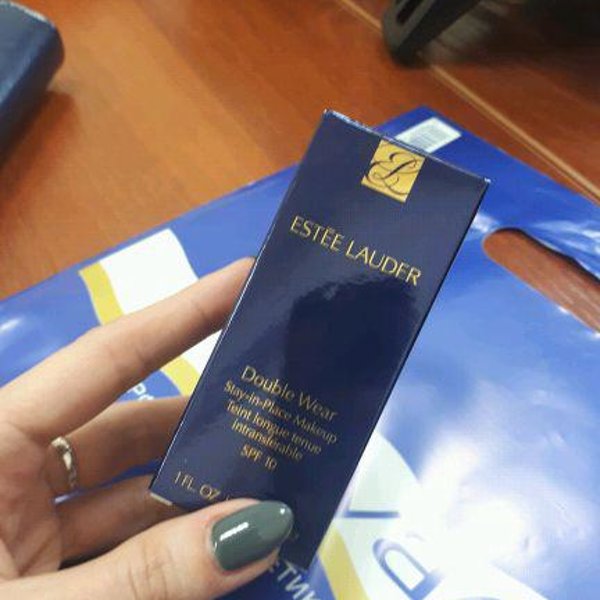 ESTĒE LAUDER
Double Wear
Stay-in-Place Makeup
Teint longue tenue
intransférable
SPF 10
1 FL. OZ